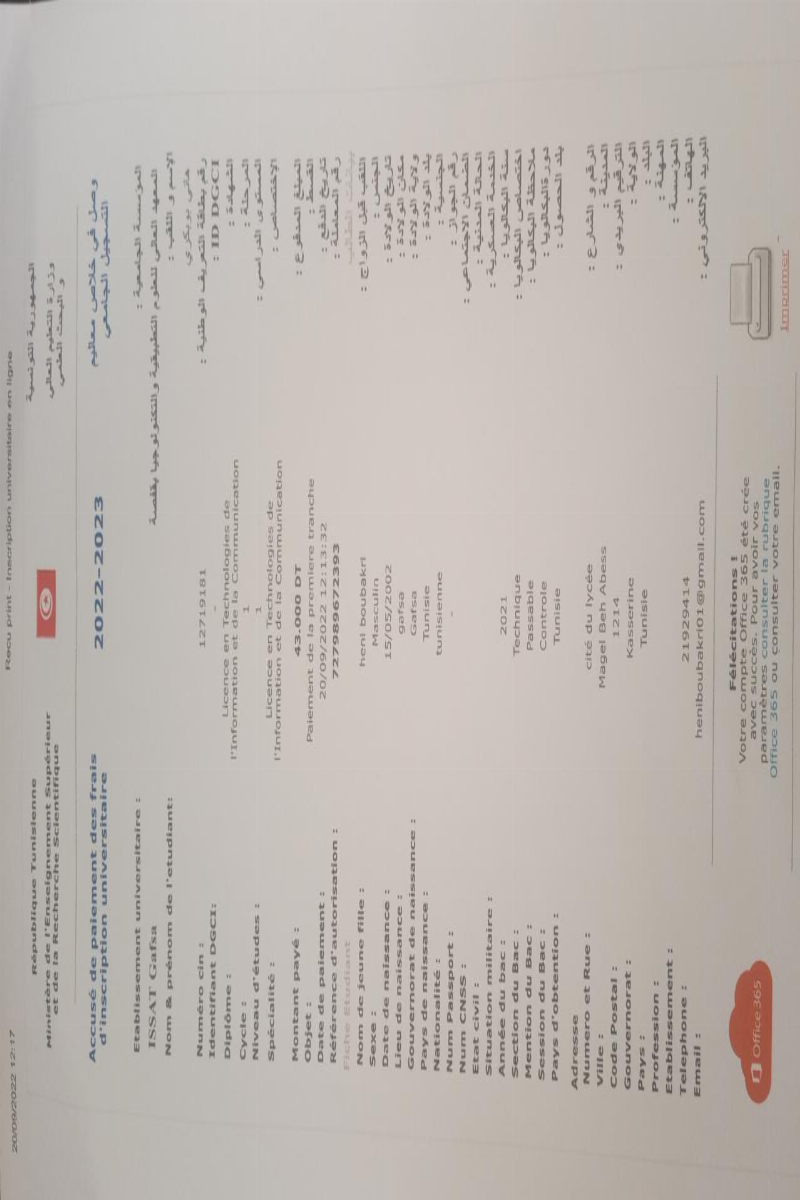 20/09/2022 12:17 Recu print - Inscription universitaire en ligne
République Tunisienne الجمهورية التونسية
Ministère de l'Enseignement Supérieur وزارة التعليم العالي
et de la Recherche Scientifique و البحث العلمي
Accusé de paiement des frais 2022-2023 وصل في خلاص معاليم
d'inscription universitaire التسجيل الجامعي
Etablissement universitaire : المؤسسة الجامعية :
ISSAT Gafsa المعهد العالي للعلوم التطبيقية والتكنولوجيا بقفصة
Nom & prénom de l'etudiant: الاسم و اللقب :
هاني بوبكري
Numéro cin : 12719181 رقم بطاقة التعريف الوطنية :
Identifiant DGCI: - ID DGCI :
Diplôme : Licence en Technologies de الشهادة :
l'Information et de la Communication
Cycle : 1 المرحلة :
Niveau d'études : 1 المستوى الدراسي :
Spécialité : Licence en Technologies de الاختصاص :
l'Information et de la Communication
Montant payé : 43.000 DT المبلغ المدفوع :
Objet : Paiement de la premiere tranche القسط :
Date de paiement : 20/09/2022 12:13:32 تاريخ الدفع :
Référence d'autorisation : 727989672393 رقم المعاملة :
Fiche Etudiant بيانات الطالب
Nom de jeune fille : heni boubakri اللقب قبل الزواج :
Sexe : Masculin الجنس :
Date de naissance : 15/05/2002 تاريخ الولادة :
Lieu de naissance : gafsa مكان الولادة :
Gouvernorat de naissance : Gafsa ولاية الولادة :
Pays de naissance : Tunisie بلد الولادة :
Nationalité : tunisienne الجنسية :
Num Passport : - رقم الجواز :
Num CNSS : الضمان الاجتماعي :
Etat civil : الحالة المدنية :
Situation militaire : الخدمة العسكرية :
Année du bac : 2021 سنة البكالوريا :
Section du Bac : Technique اختصاص البكالوريا :
Mention du Bac : Passable ملاحظة البكالوريا :
Session du Bac : Controle دورة البكالوريا :
Pays d'obtention : Tunisie بلد الحصول :
Adresse
Numero et Rue : cité du lycée الرقم و الشارع :
Ville : Magel Beh Abess المدينة :
Code Postal : 1214 الترقيم البريدي :
Gouvernorat : Kasserine الولاية :
Pays : Tunisie البلد :
Profession : المهنة :
Etablissement : المؤسسة :
Telephone : 21929414 الهاتف :
Email : heniboubakri01@gmail.com البريد الالكتروني :
Félécitations !
Votre compte Office 365 été crée
avec succès. Pour avoir vos
paramètres consulter la rubrique
Office 365 ou consulter votre email.
Office 365
Imprimer